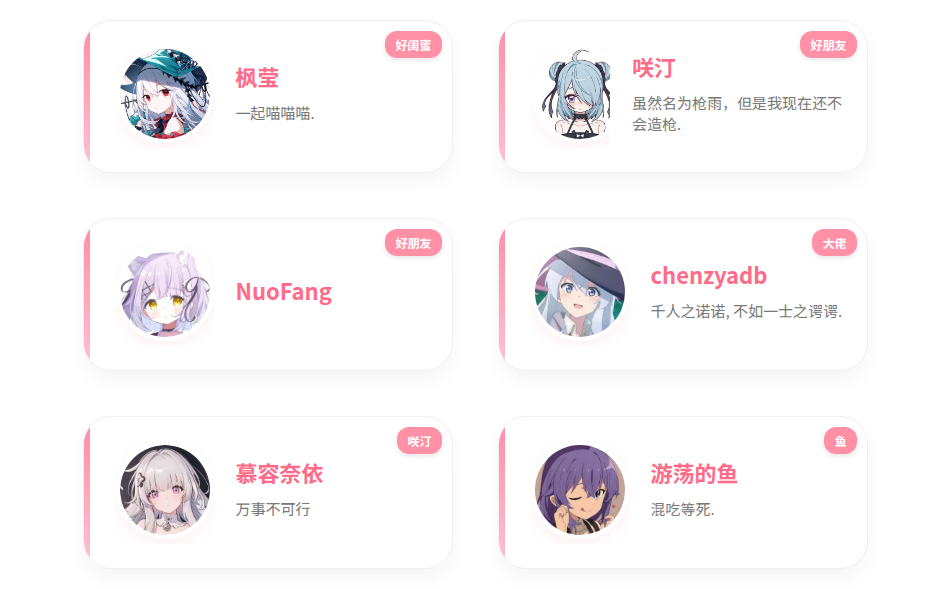 好闺蜜
枫莹
一起喵喵喵.
好朋友
咲汀
虽然名为枪雨，但是我现在还不
会造枪.
好朋友
NuoFang
大佬
chenzyadb
千人之诺诺, 不如一士之谔谔.
咲汀
慕容奈依
万事不可行
鱼
游荡的鱼
混吃等死.